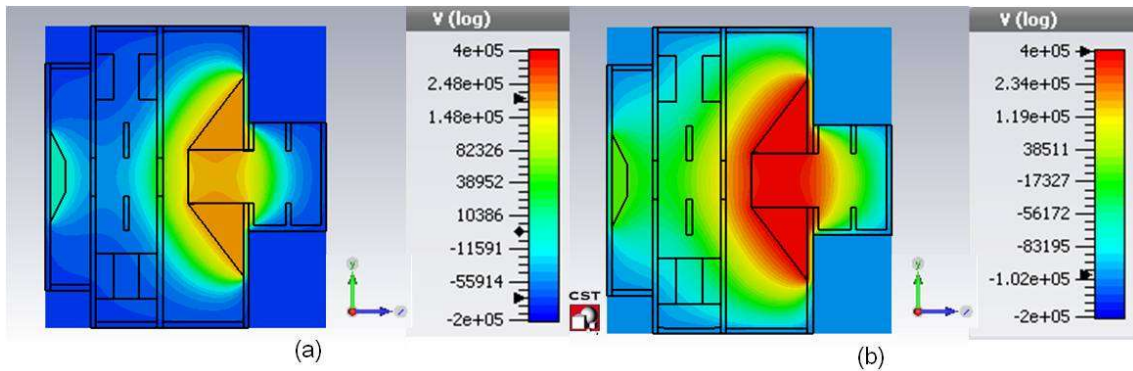 V (log)
4e+05
2.48e+05
1.48e+05
82326
38952
10386
-11591
-55914
-2e+05
y
z
(a)
CST
V (log)
4e+05
2.34e+05
1.19e+05
38511
-17327
-56172
-83195
-1.02e+05
-2e+05
y
z
(b)